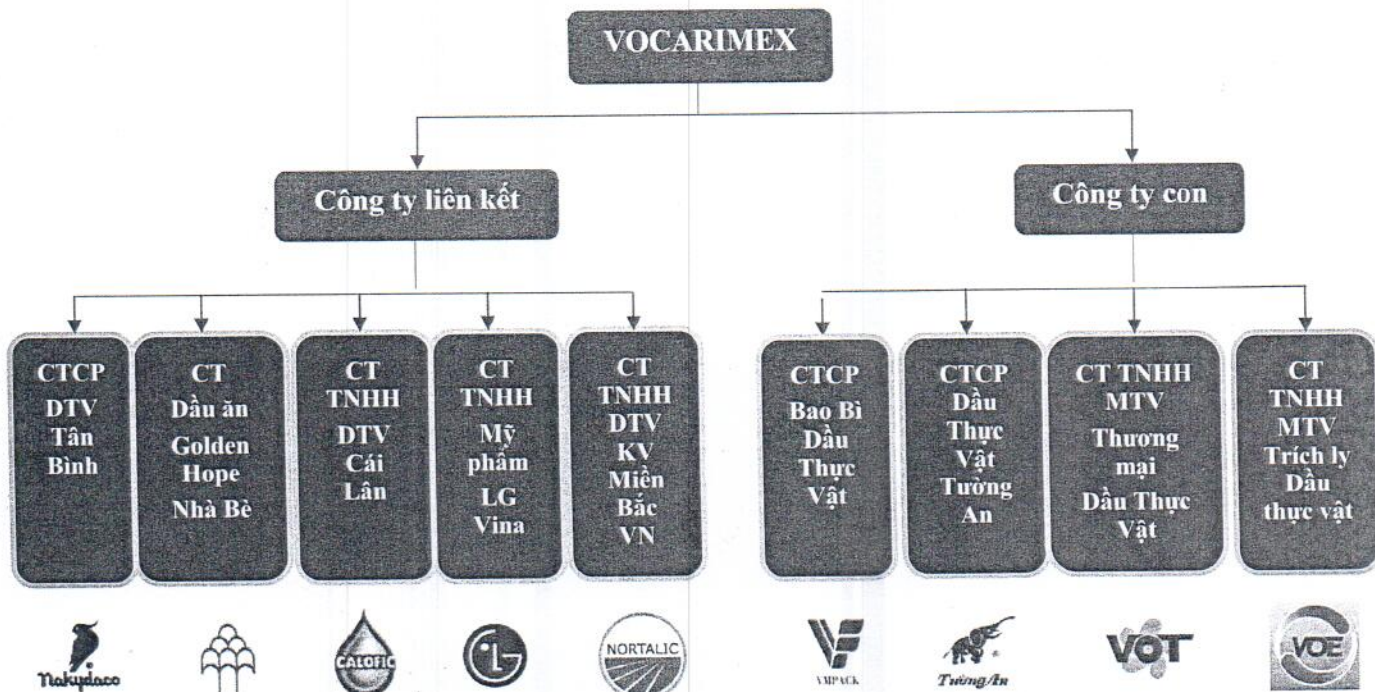 VOCARIMEX
Công ty liên kết
Công ty con
CTCP
DTV
Tân
Bình
CT
Dầu ăn
Golden
Hope
Nhà Bè
CT
TNHH
DTV
Cái
Lân
CT
TNHH
Mỹ
phẩm
LG
Vina
CT
TNHH
DTV
KV
Miền
Bắc
VN
CTCP
Bao Bì
Dầu
Thực
Vật
CTCP
Dầu
Thực
Vật
Tường
An
CT TNHH
MTV
Thương
mại
Dầu Thực
Vật
CT
TNHH
MTV
Trích ly
Dầu
thực vật
Nakydaco
CALOFIC
NORTALIC
VMPACK
Tường An
VOT
VOE